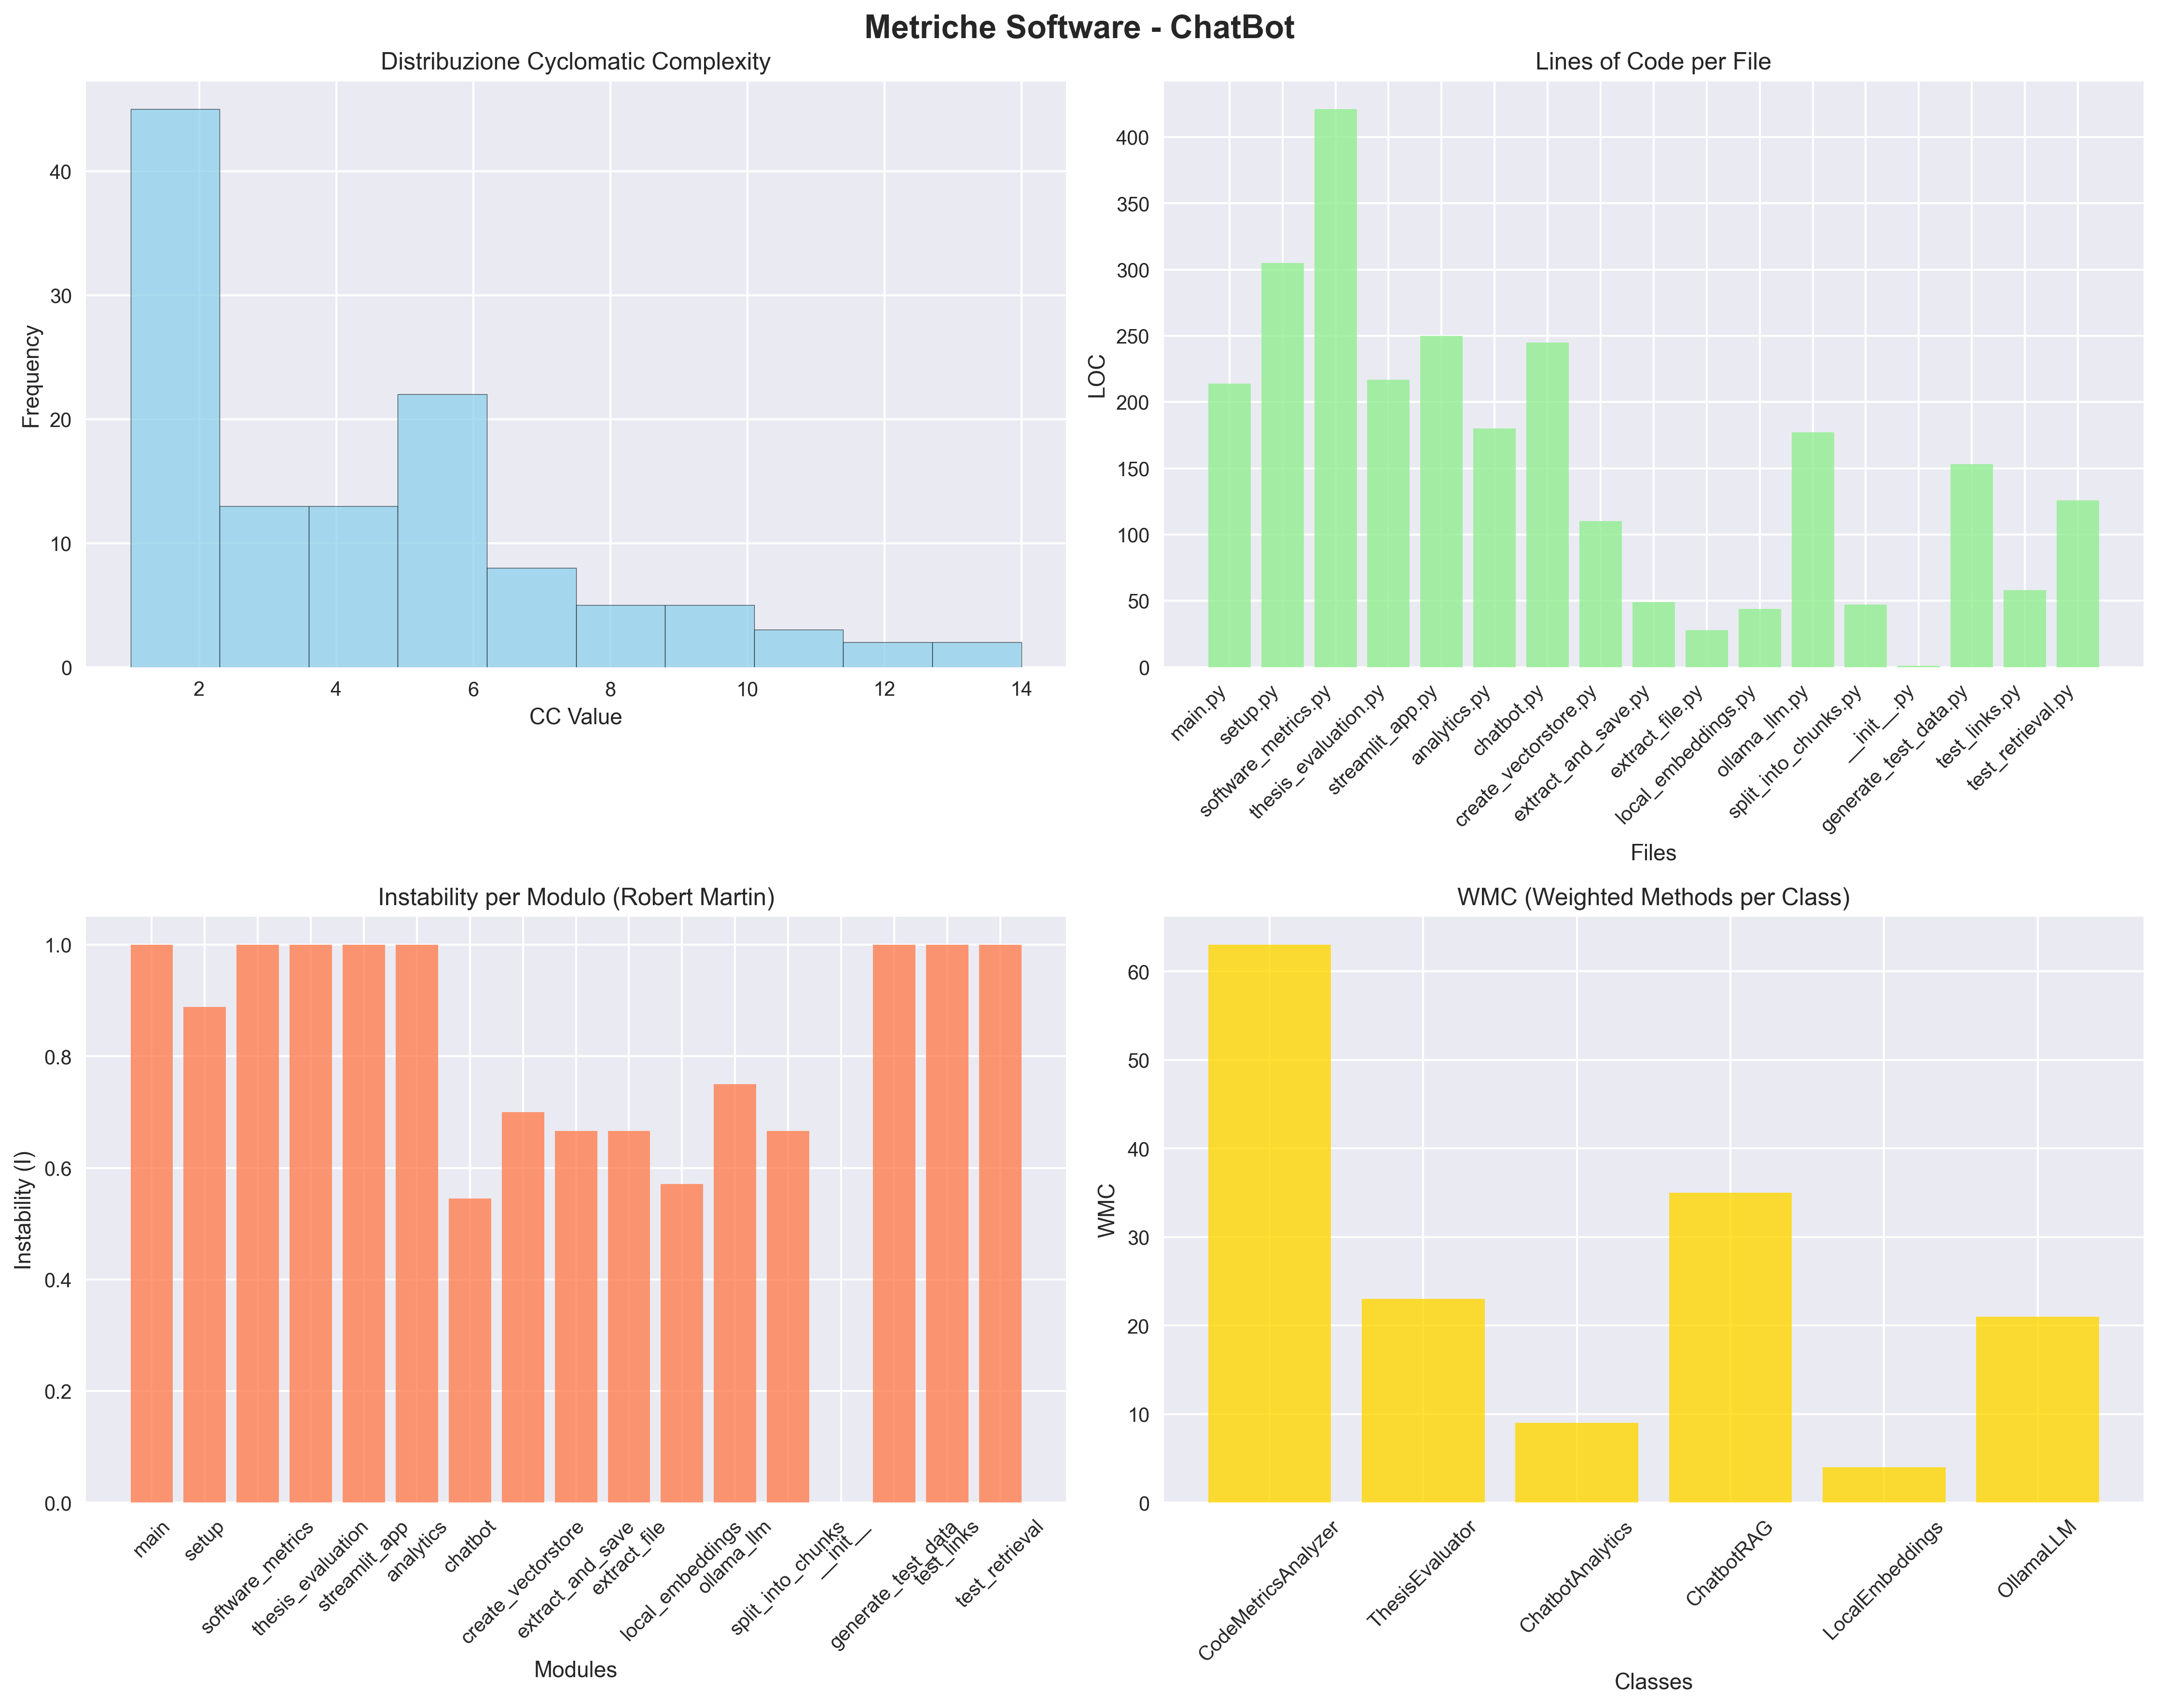 Metriche Software - ChatBot
Distribuzione Cyclomatic Complexity
Frequency
40
30
20
10
0
2 4 6 8 10 12 14
CC Value
Lines of Code per File
LOC
400
350
300
250
200
150
100
50
0
main.py
setup.py
software_metrics.py
thesis_evaluation.py
streamlit_app.py
analytics.py
chatbot.py
create_vectorstore.py
extract_and_save.py
extract_file.py
local_embeddings.py
ollama_llm.py
split_into_chunks.py
__init__.py
generate_test_data.py
test_links.py
test_retrieval.py
Files
Instability per Modulo (Robert Martin)
Instability (I)
1.0
0.8
0.6
0.4
0.2
0.0
main
setup
software_metrics
thesis_evaluation
streamlit_app
analytics
chatbot
create_vectorstore
extract_and_save
extract_file
local_embeddings
ollama_llm
split_into_chunks
__init__
generate_test_data
test_links
test_retrieval
Modules
WMC (Weighted Methods per Class)
WMC
60
50
40
30
20
10
0
CodeMetricsAnalyzer
ThesisEvaluator
ChatbotAnalytics
ChatbotRAG
LocalEmbeddings
OllamaLLM
Classes